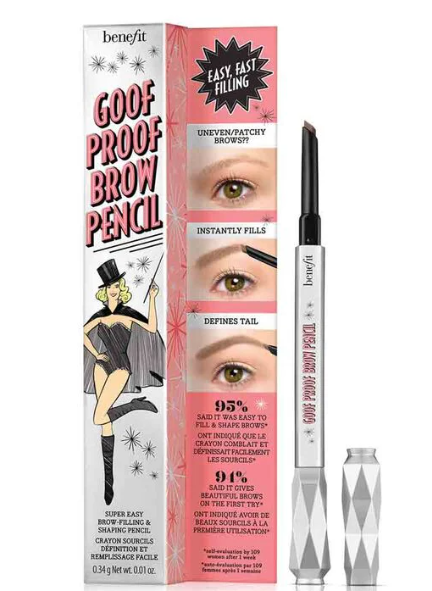 benefit
GOOF
PROOF
BROW
PENCIL
SUPER EASY
BROW-FILLING &
SHAPING PENCIL
CRAYON SOURCILS
DÉFINITION ET
REMPLISSAGE FACILE
0.34 g Net wt. 0.01 oz.
EASY, FAST
FILLING
UNEVEN/PATCHY
BROWS??
INSTANTLY FILLS
DEFINES TAIL
95%
SAID IT WAS EASY TO
FILL & SHAPE BROWS*
ONT INDIQUÉ QUE LE
CRAYON COMBLAIT ET
DÉFINISSAIT FACILEMENT
LES SOURCILS*
94%
SAID IT GIVES
BEAUTIFUL BROWS
ON THE FIRST TRY*
ONT INDIQUÉ AVOIR DE
BEAUX SOURCILS À LA
PREMIÈRE UTILISATION*
*self-evaluation by 109
women after 1 week
*auto-évaluation par 109
femmes après 1 semaine
benefit
GOOF PROOF BROW PENCIL